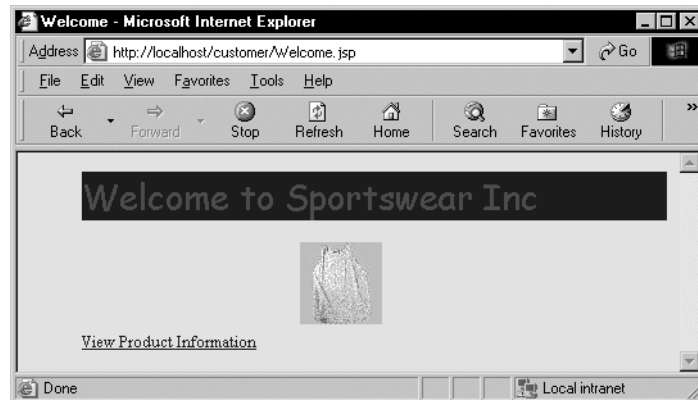 Welcome - Microsoft Internet Explorer
Address http://localhost/customer/Welcome.jsp Go
File Edit View Favorites Tools Help
Back Forward Stop Refresh Home Search Favorites History »
Welcome to Sportswear Inc
View Product Information
Done Local intranet